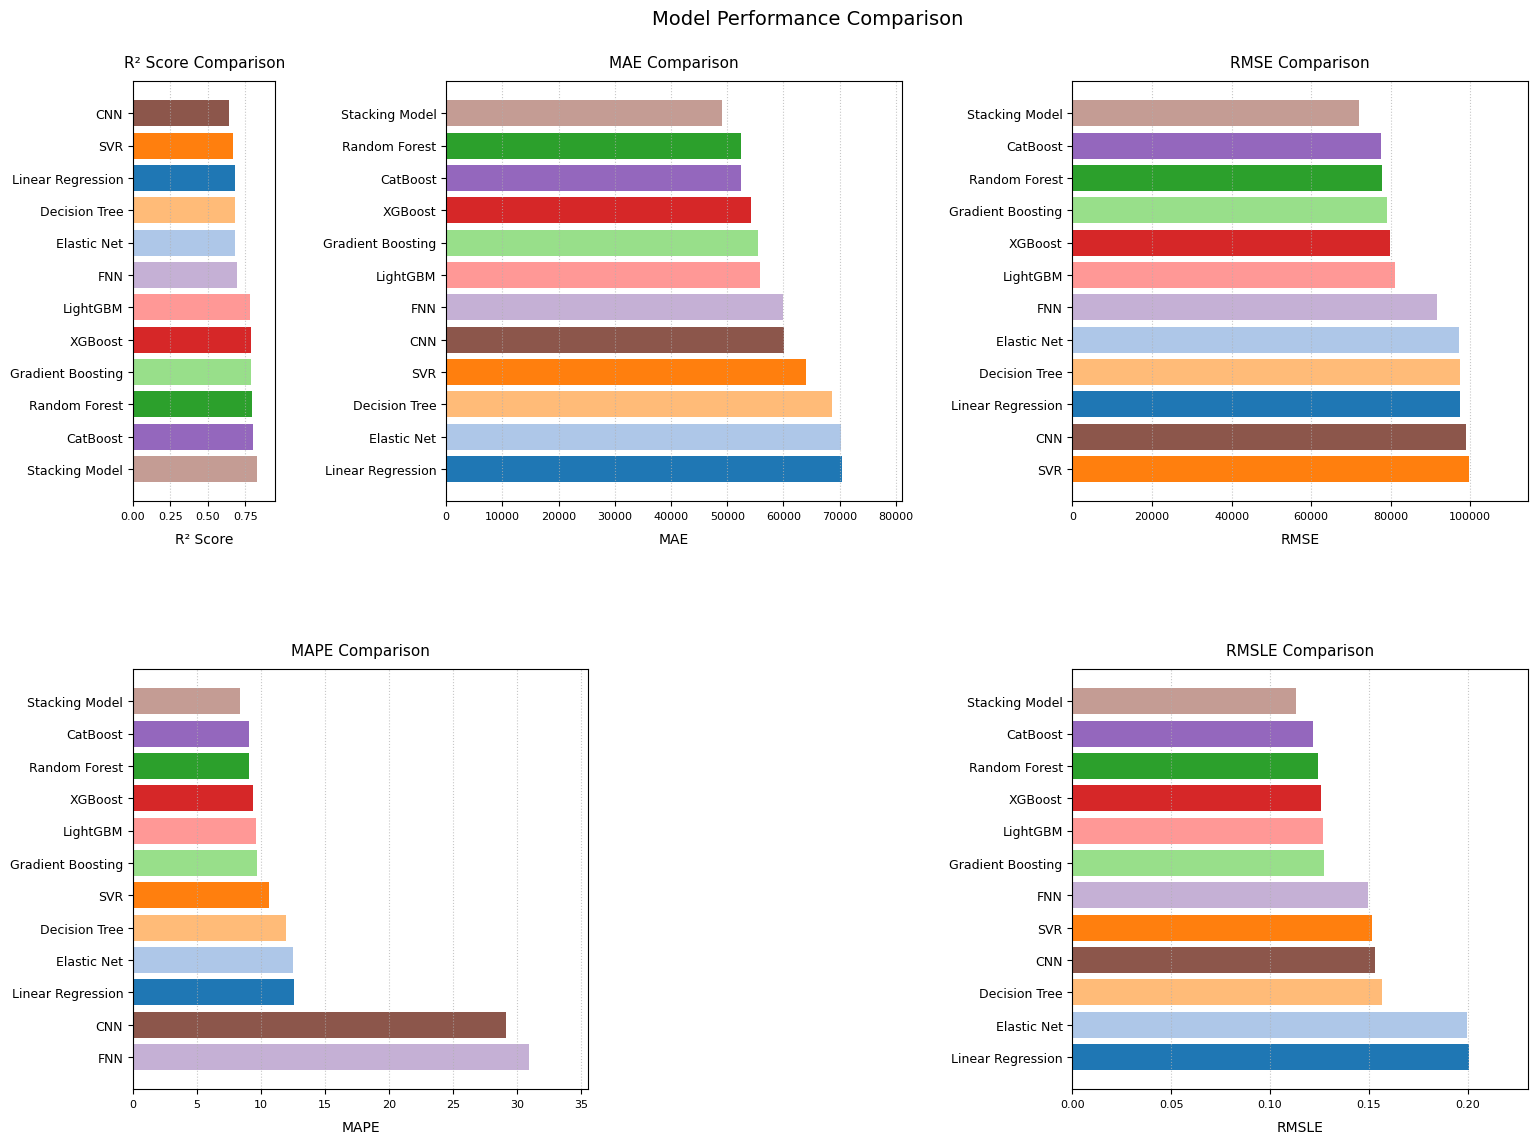 Model Performance Comparison
R² Score Comparison
CNN
SVR
Linear Regression
Decision Tree
Elastic Net
FNN
LightGBM
XGBoost
Gradient Boosting
Random Forest
CatBoost
Stacking Model
0.00 0.25 0.50 0.75
R² Score
MAE Comparison
Stacking Model
Random Forest
CatBoost
XGBoost
Gradient Boosting
LightGBM
FNN
CNN
SVR
Decision Tree
Elastic Net
Linear Regression
0 10000 20000 30000 40000 50000 60000 70000 80000
MAE
RMSE Comparison
Stacking Model
CatBoost
Random Forest
Gradient Boosting
XGBoost
LightGBM
FNN
Elastic Net
Decision Tree
Linear Regression
CNN
SVR
0 20000 40000 60000 80000 100000
RMSE
MAPE Comparison
Stacking Model
CatBoost
Random Forest
XGBoost
LightGBM
Gradient Boosting
SVR
Decision Tree
Elastic Net
Linear Regression
CNN
FNN
0 5 10 15 20 25 30 35
MAPE
RMSLE Comparison
Stacking Model
CatBoost
Random Forest
XGBoost
LightGBM
Gradient Boosting
FNN
SVR
CNN
Decision Tree
Elastic Net
Linear Regression
0.00 0.05 0.10 0.15 0.20
RMSLE